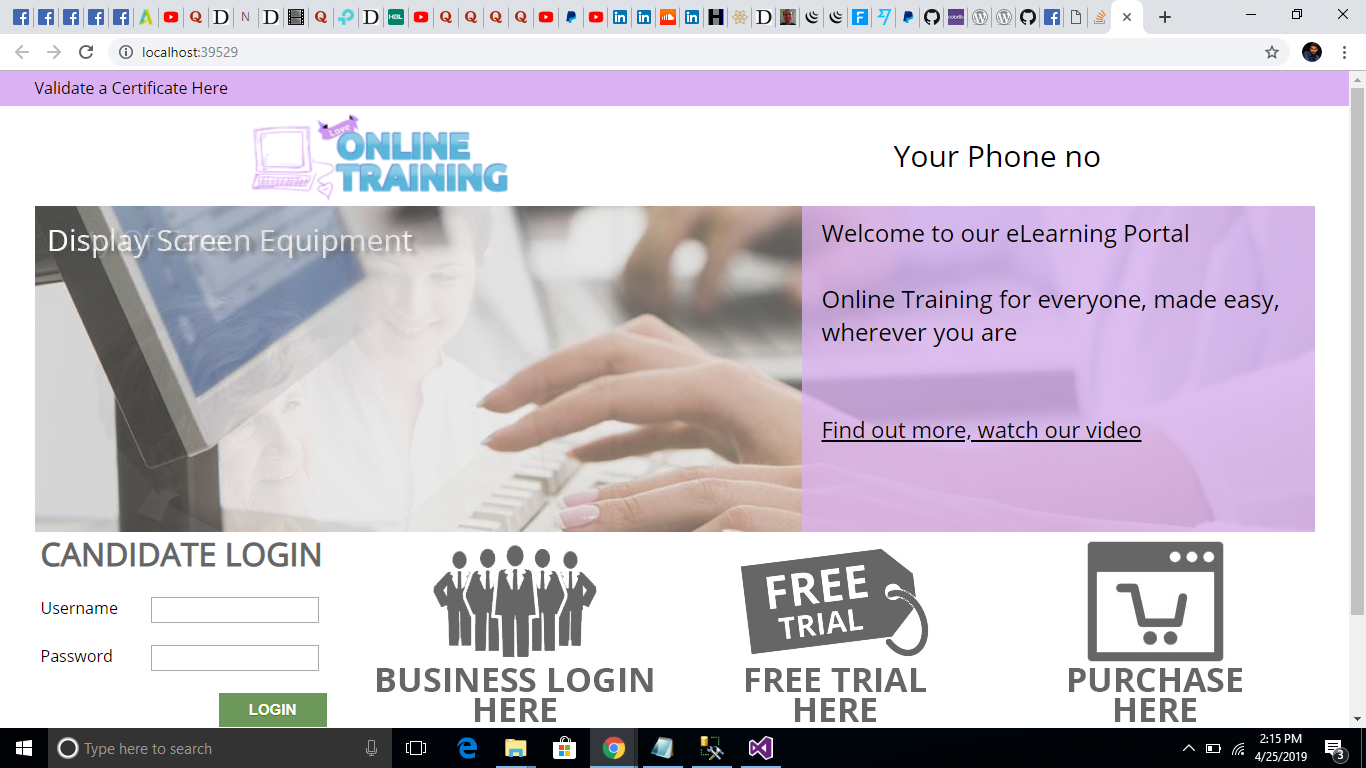 localhost:39529
Validate a Certificate Here
Love
ONLINE
TRAINING
Your Phone no
Display Screen Equipment
Welcome to our eLearning Portal
Online Training for everyone, made easy,
wherever you are
Find out more, watch our video
CANDIDATE LOGIN
Username
Password
LOGIN
BUSINESS LOGIN
HERE
FREE
TRIAL
FREE TRIAL
HERE
PURCHASE
HERE
Type here to search
2:15 PM
4/25/2019
3